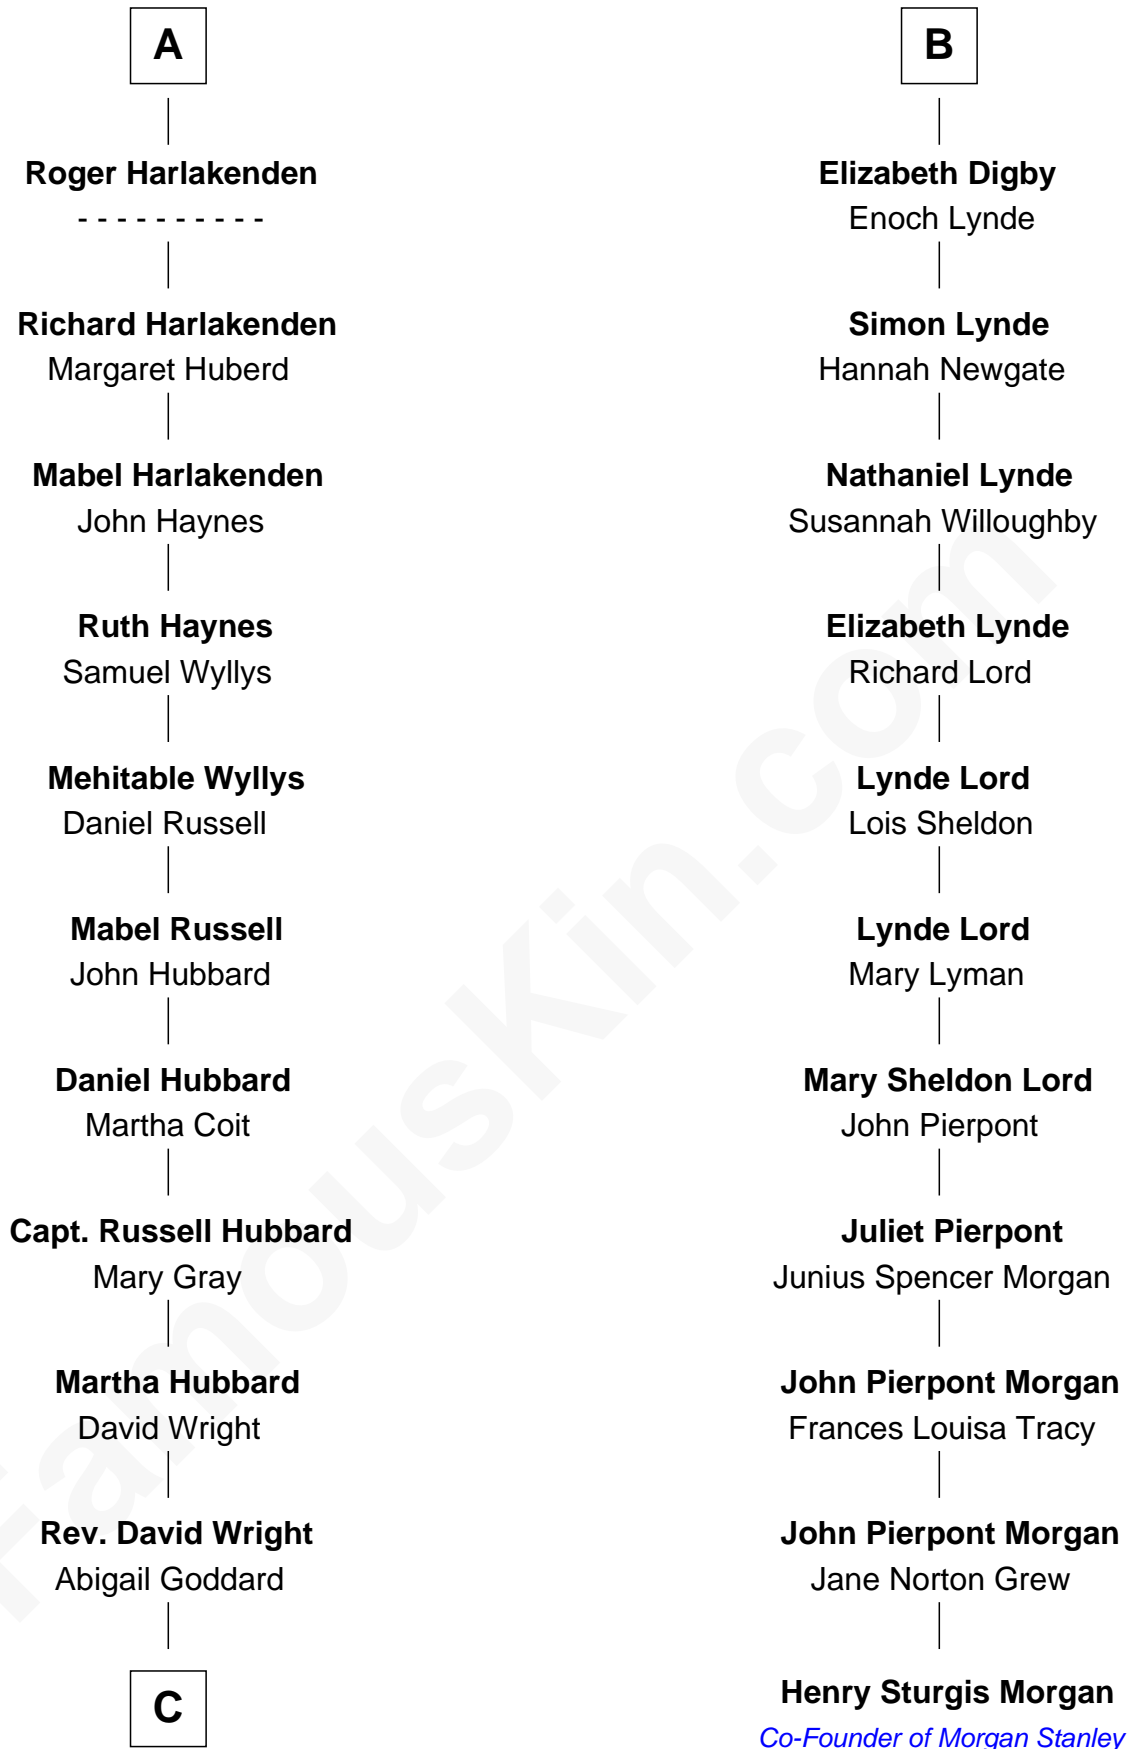 A
Roger Harlakenden
- - - - - - - - - -
Richard Harlakenden
Margaret Huberd
Mabel Harlakenden
John Haynes
Ruth Haynes
Samuel Wyllys
Mehitable Wyllys
Daniel Russell
Mabel Russell
John Hubbard
Daniel Hubbard
Martha Coit
Capt. Russell Hubbard
Mary Gray
Martha Hubbard
David Wright
Rev. David Wright
Abigail Goddard
C
B
Elizabeth Digby
Enoch Lynde
Simon Lynde
Hannah Newgate
Nathaniel Lynde
Susannah Willoughby
Elizabeth Lynde
Richard Lord
Lynde Lord
Lois Sheldon
Lynde Lord
Mary Lyman
Mary Sheldon Lord
John Pierpont
Juliet Pierpont
Junius Spencer Morgan
John Pierpont Morgan
Frances Louisa Tracy
John Pierpont Morgan
Jane Norton Grew
Henry Sturgis Morgan
Co-Founder of Morgan Stanley
FamousKin.com